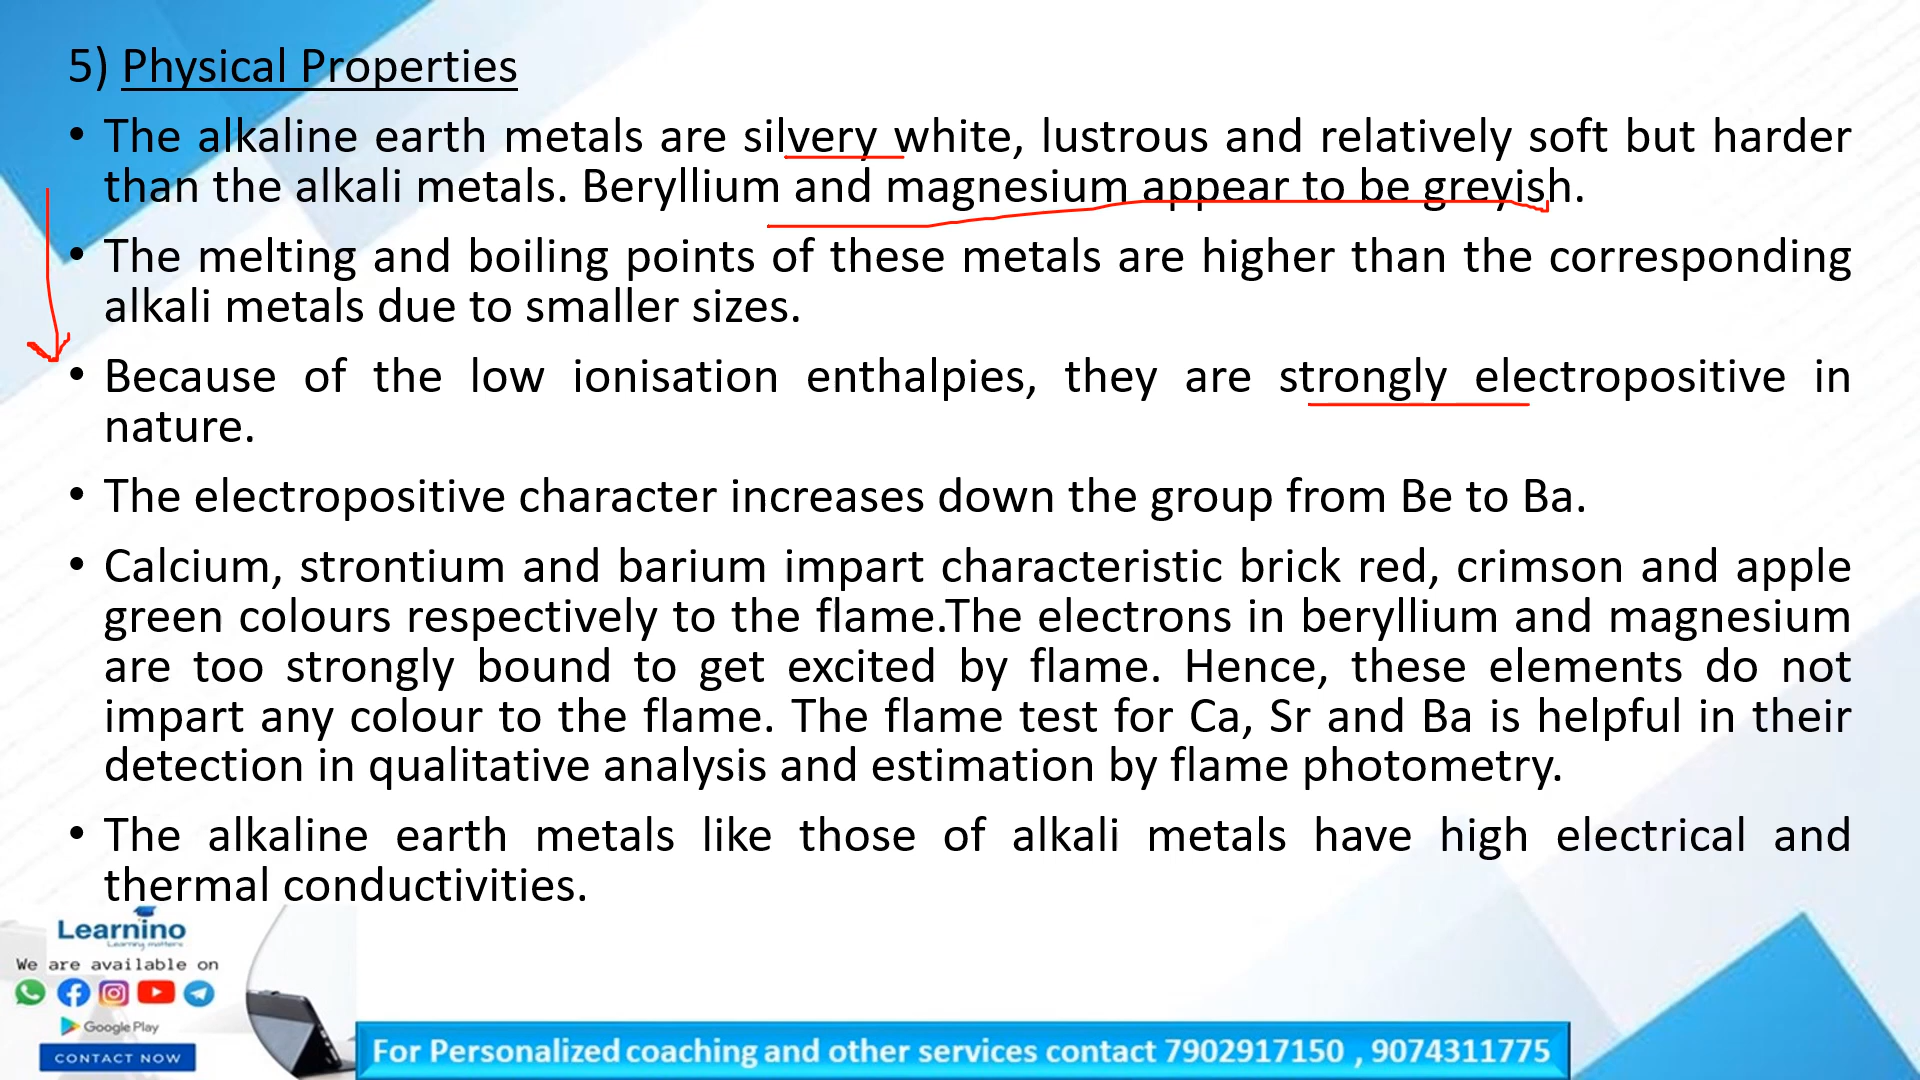 5) Physical Properties
• The alkaline earth metals are silvery white, lustrous and relatively soft but harder
than the alkali metals. Beryllium and magnesium appear to be greyish.
• The melting and boiling points of these metals are higher than the corresponding
alkali metals due to smaller sizes.
• Because of the low ionisation enthalpies, they are strongly electropositive in
nature.
• The electropositive character increases down the group from Be to Ba.
• Calcium, strontium and barium impart characteristic brick red, crimson and apple
green colours respectively to the flame.The electrons in beryllium and magnesium
are too strongly bound to get excited by flame. Hence, these elements do not
impart any colour to the flame. The flame test for Ca, Sr and Ba is helpful in their
detection in qualitative analysis and estimation by flame photometry.
• The alkaline earth metals like those of alkali metals have high electrical and
thermal conductivities.
Learnino
Learning matters
We are available on
Google Play
CONTACT NOW
For Personalized coaching and other services contact 7902917150 , 9074311775